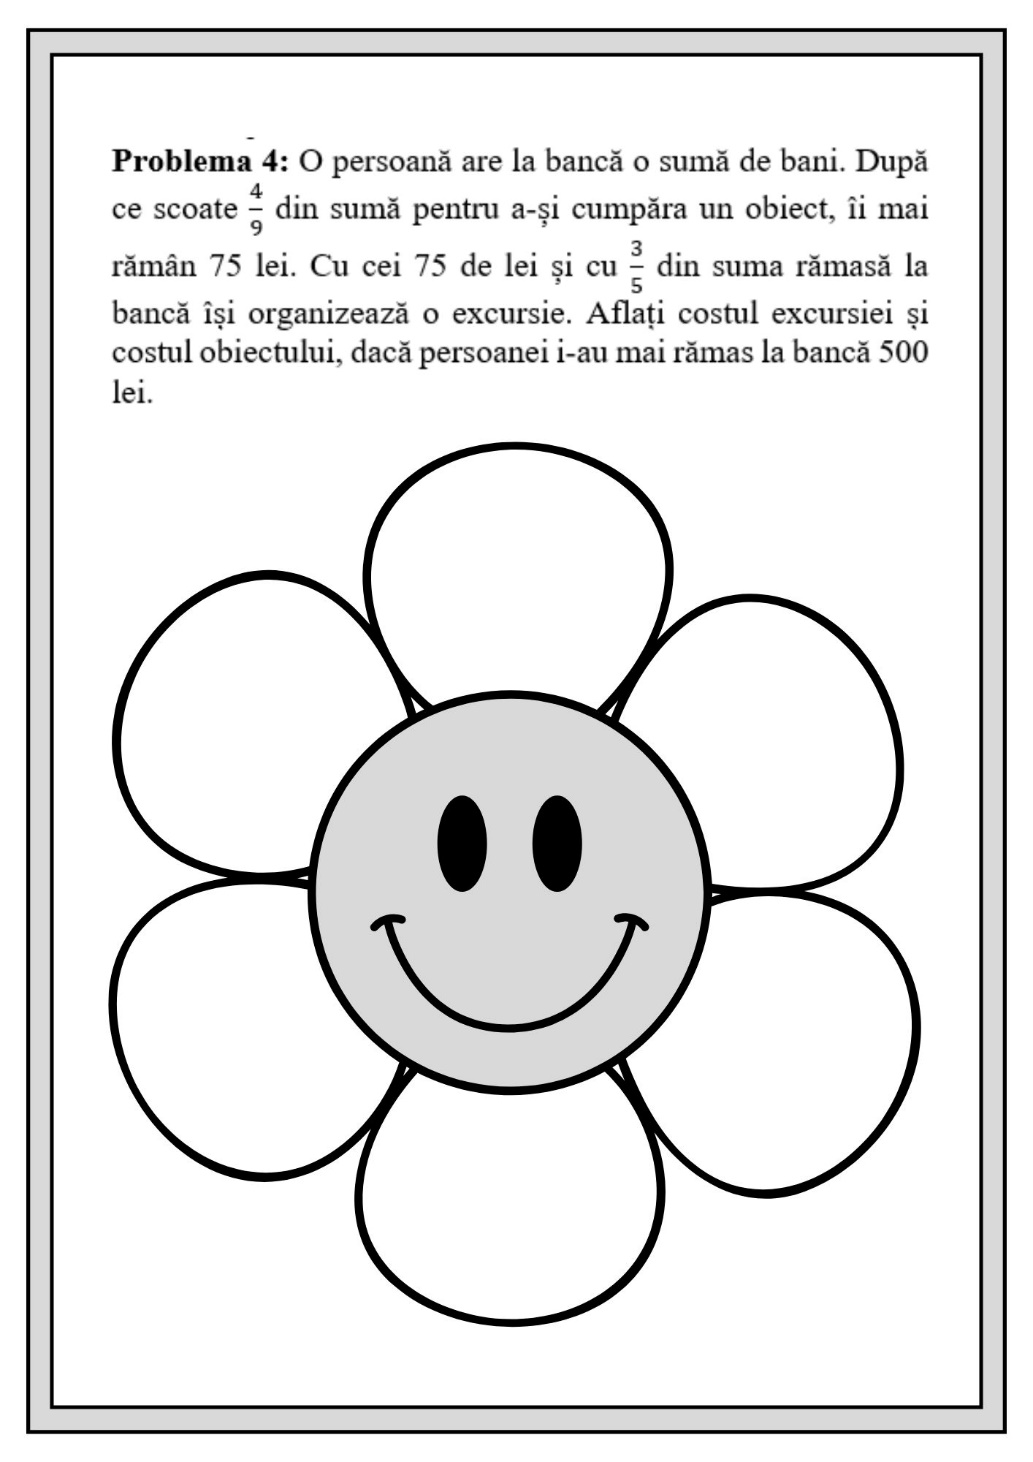 Problema 4: O persoană are la bancă o sumă de bani. După
ce scoate 4/9 din sumă pentru a-și cumpăra un obiect, îi mai
rămân 75 lei. Cu cei 75 de lei și cu 3/5 din suma rămasă la
bancă își organizează o excursie. Aflați costul excursiei și
costul obiectului, dacă persoanei i-au mai rămas la bancă 500
lei.